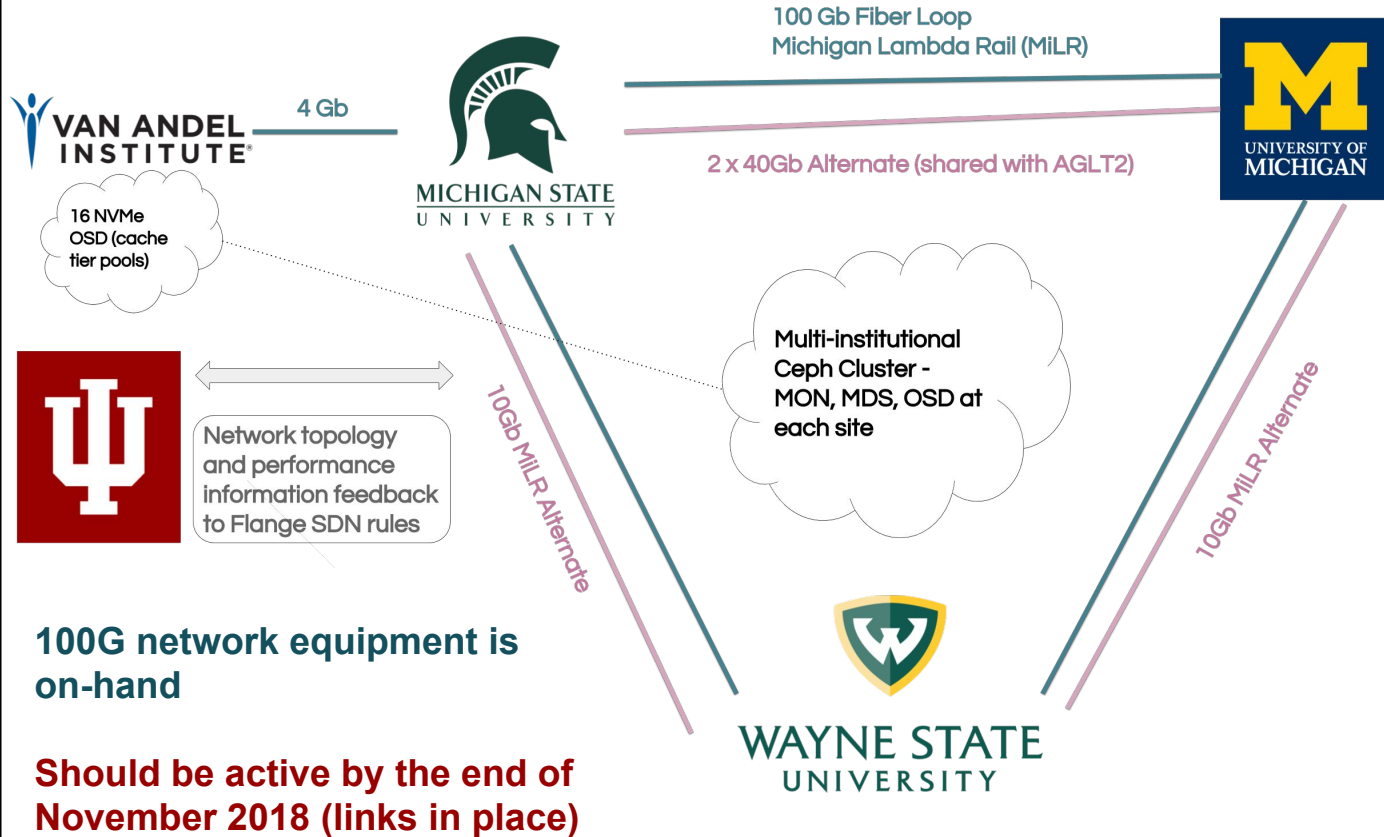 100 Gb Fiber Loop
Michigan Lambda Rail (MiLR)
VAN ANDEL
INSTITUTE®
4 Gb
MICHIGAN STATE
UNIVERSITY
2 x 40Gb Alternate (shared with AGLT2)
M
UNIVERSITY OF
MICHIGAN
16 NVMe
OSD (cache
tier pools)
Multi-institutional
Ceph Cluster -
MON, MDS, OSD at
each site
Network topology
and performance
information feedback
to Flange SDN rules
10Gb MiLR Alternate
10Gb MiLR Alternate
100G network equipment is
on-hand
W
WAYNE STATE
UNIVERSITY
Should be active by the end of
November 2018 (links in place)